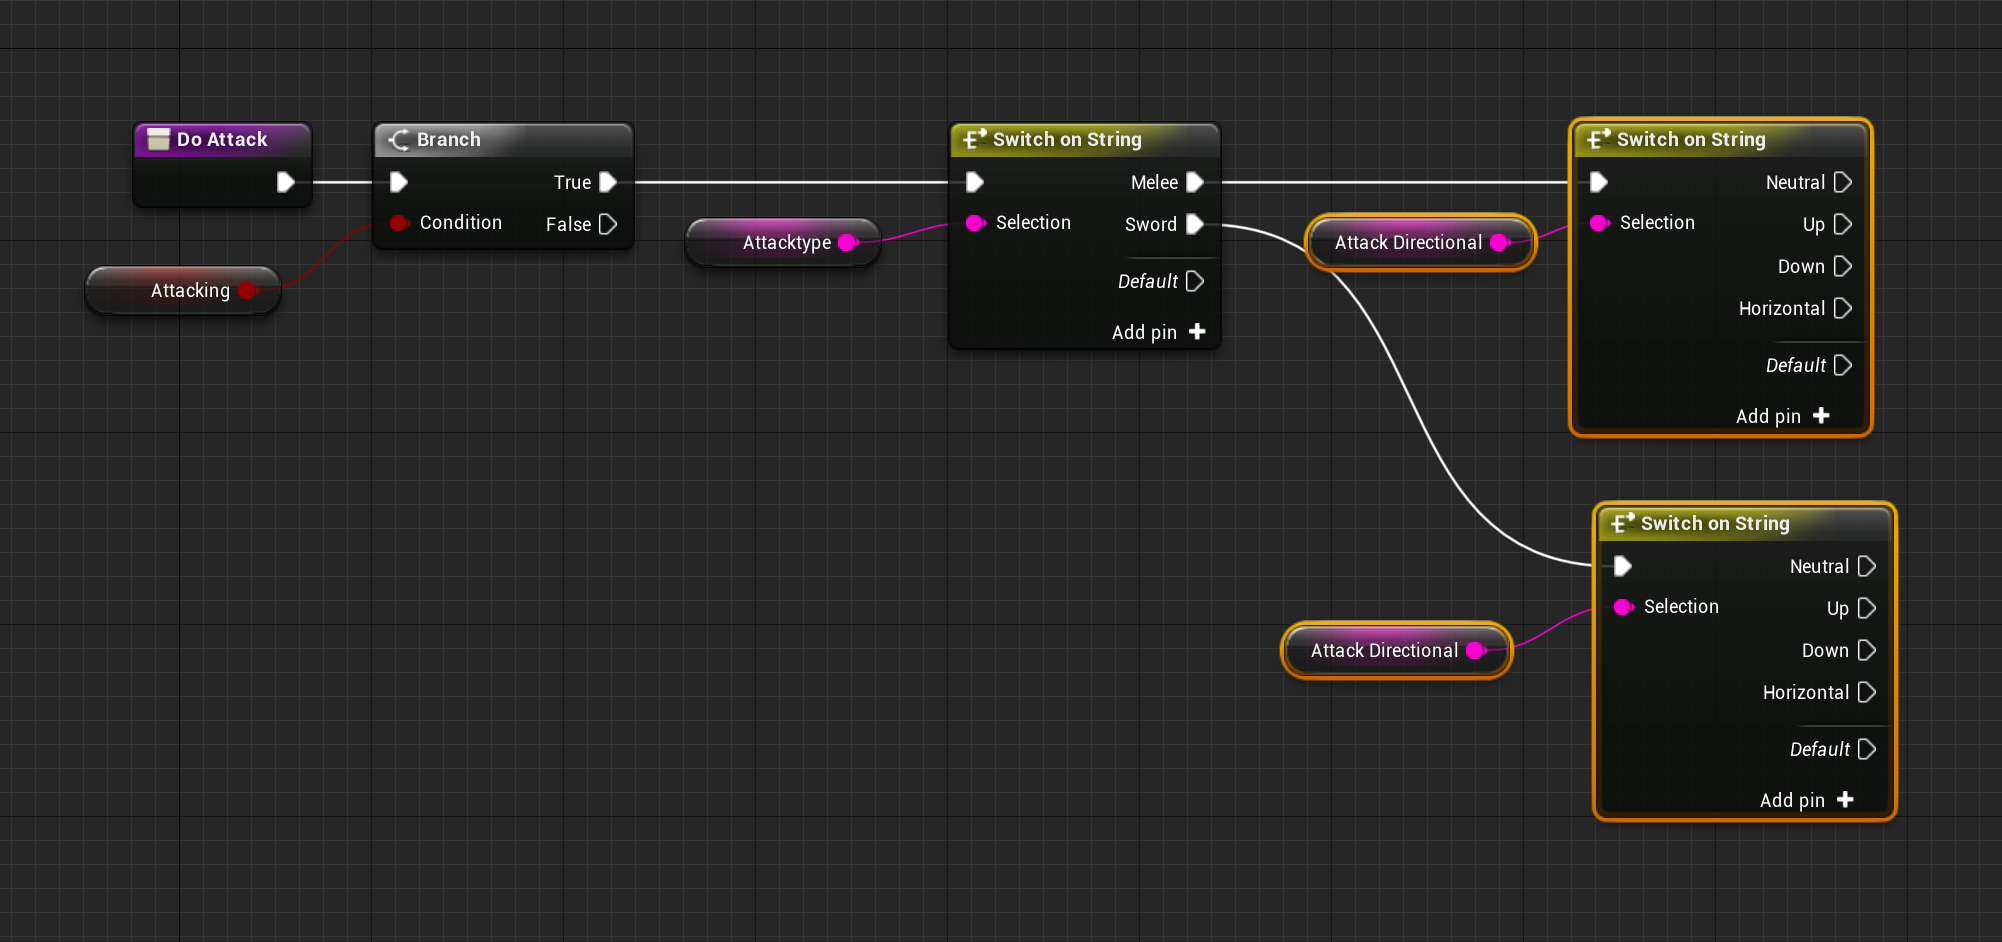 Do Attack
Attacking
Branch
True
Condition
False
Attacktype
Switch on String
Melee
Selection
Sword
Default
Add pin
Attack Directional
Switch on String
Neutral
Selection
Up
Down
Horizontal
Default
Add pin
Attack Directional
Switch on String
Neutral
Selection
Up
Down
Horizontal
Default
Add pin